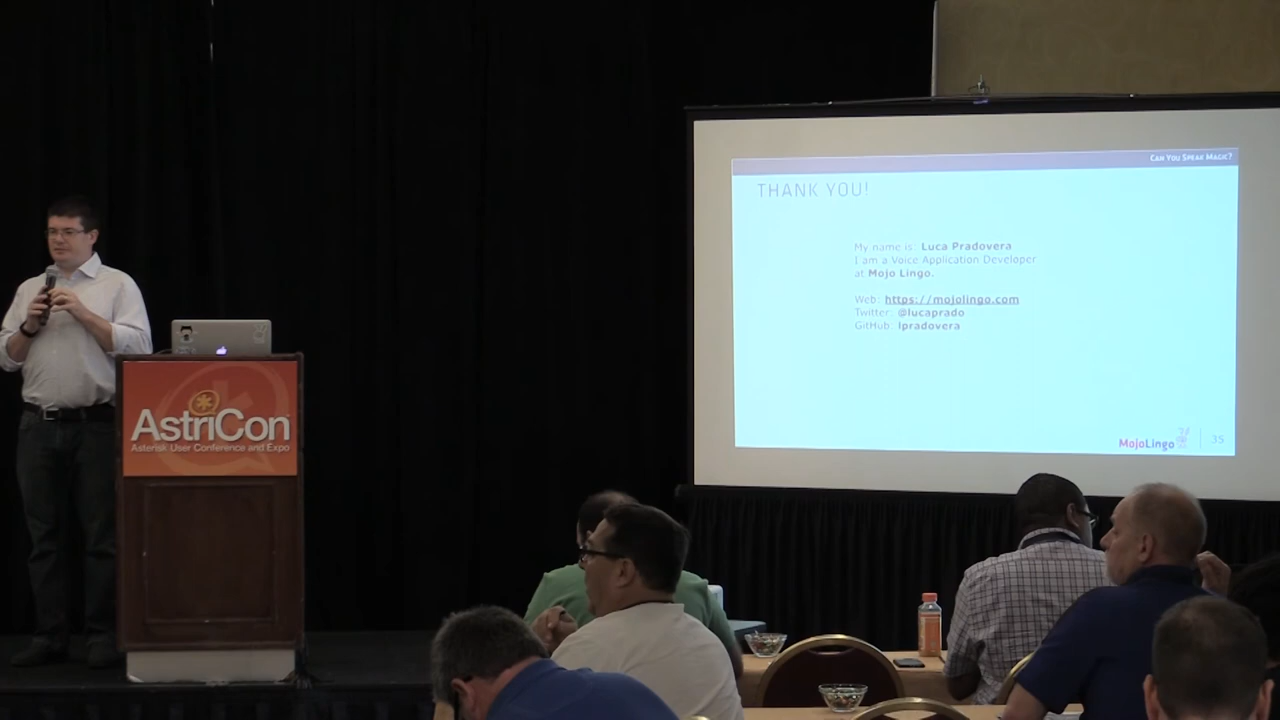 Can You Speak Magic?
THANK YOU!
My name is: Luca Pradovera
I am a Voice Application Developer
at Mojo Lingo.
Web: https://mojolingo.com
Twitter: @lucaprado
GitHub: lpradovera
MojoLingo
35
AstriCon
Asterisk User Conference and Expo